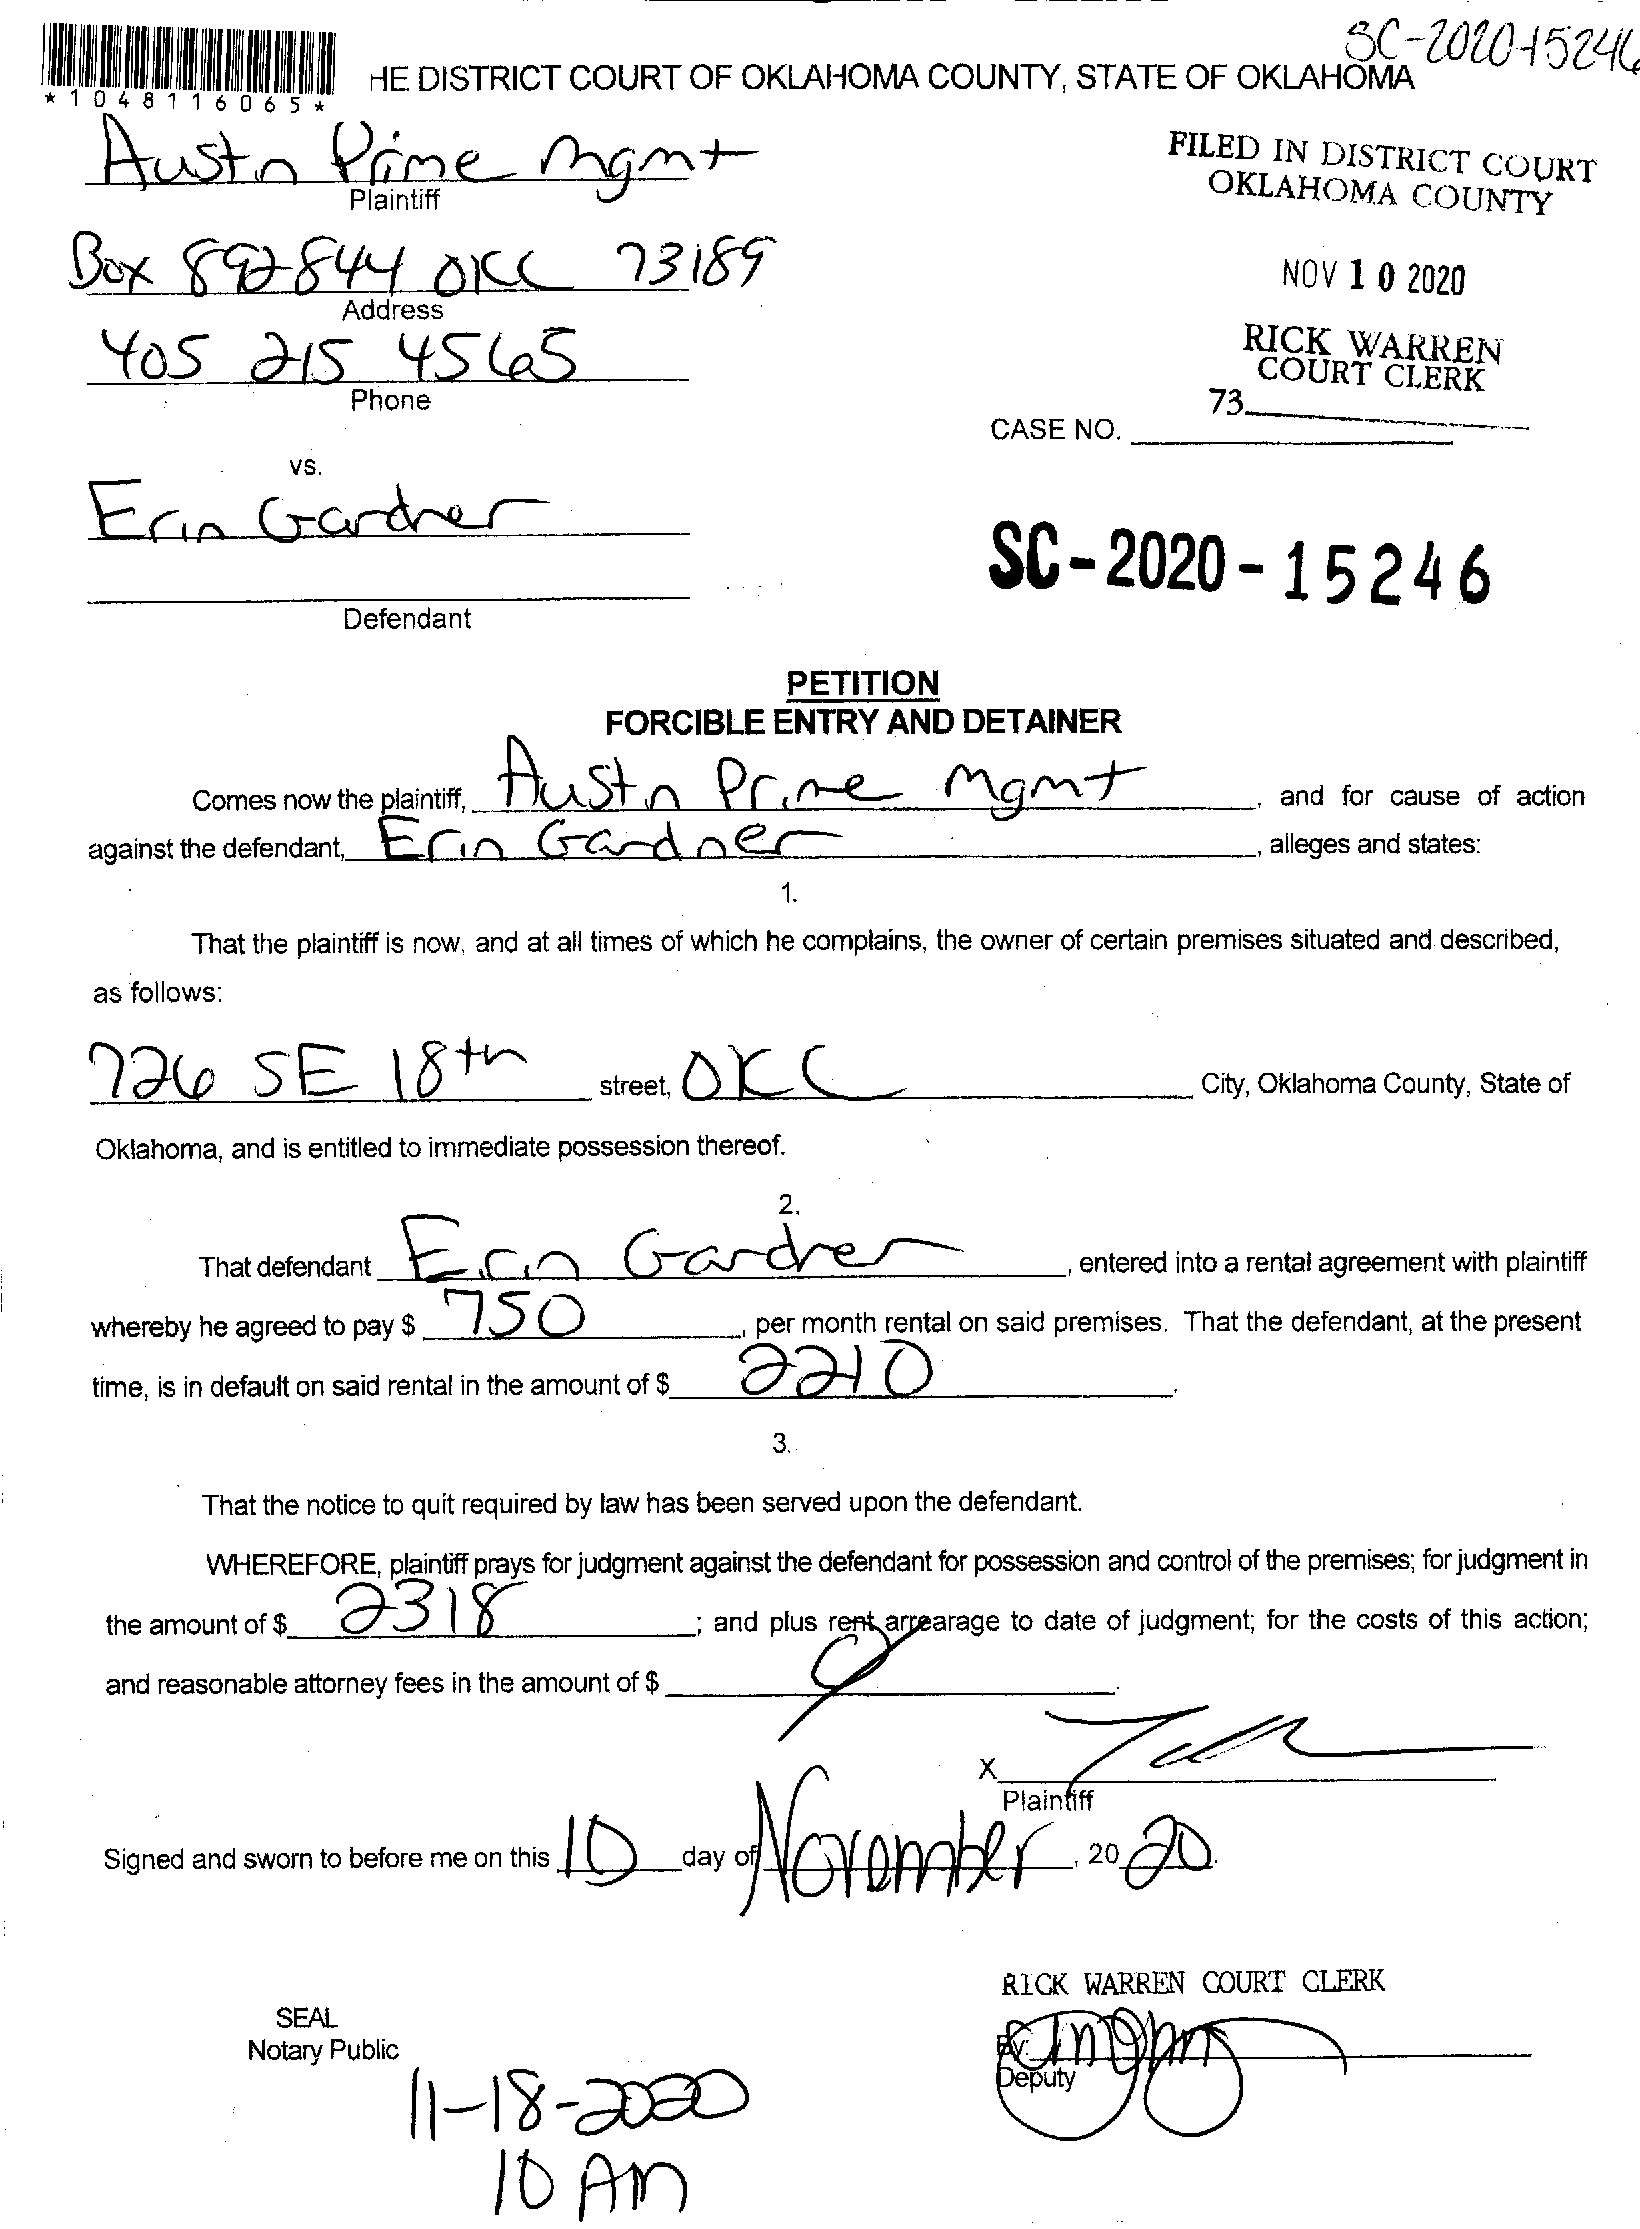 SC-2020-15246
HE DISTRICT COURT OF OKLAHOMA COUNTY, STATE OF OKLAHOMA
*1048116065*
Austin Prime Mgmt
Plaintiff
FILED IN DISTRICT COURT
OKLAHOMA COUNTY
Box 892844 OKC 73189
Address
NOV 10 2020
405 215 4565
Phone
RICK WARREN
COURT CLERK
73
CASE NO.
vs.
Erin Gardner
Defendant
SC-2020-15246
PETITION
FORCIBLE ENTRY AND DETAINER
Comes now the plaintiff, Austin Prime Mgmt, and for cause of action
against the defendant, Erin Gardner, alleges and states:
1.
That the plaintiff is now, and at all times of which he complains, the owner of certain premises situated and described,
as follows:
726 SE 18th street, OKC City, Oklahoma County, State of
Oklahoma, and is entitled to immediate possession thereof.
2.
That defendant Erin Gardner, entered into a rental agreement with plaintiff
whereby he agreed to pay $ 750, per month rental on said premises. That the defendant, at the present
time, is in default on said rental in the amount of $ 2210.
3.
That the notice to quit required by law has been served upon the defendant.
WHEREFORE, plaintiff prays for judgment against the defendant for possession and control of the premises; for judgment in
the amount of $ 2318; and plus rent arrearage to date of judgment; for the costs of this action;
and reasonable attorney fees in the amount of $
X
Plaintiff
Signed and sworn to before me on this 10 day of November, 2020.
RICK WARREN COURT CLERK
SEAL
Notary Public
By:
Deputy
11-18-2020
10 AM